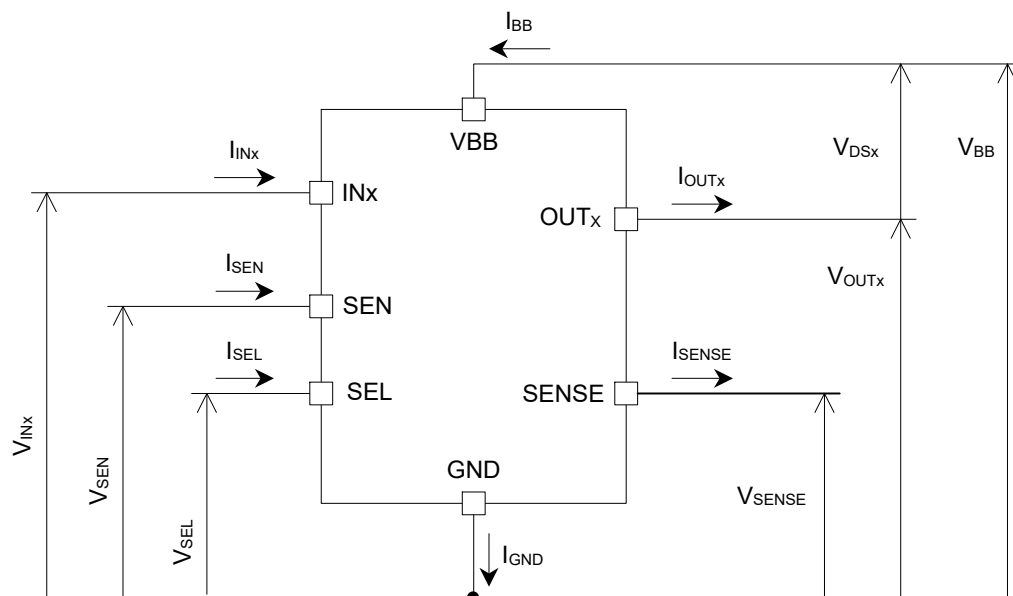 IBB
VBB
IINx
INx
VDSx
VBB
IOUTx
OUTx
ISEN
SEN
VOUTx
ISEL
SEL
ISENSE
SENSE
VINx
VSEN
VSEL
GND
VSENSE
IGND